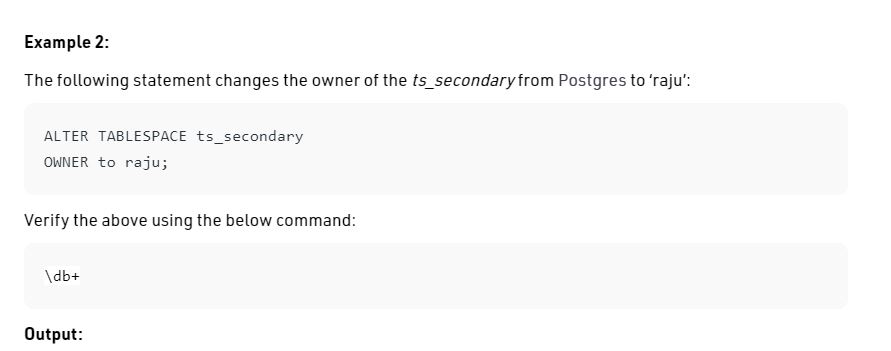 Example 2:
The following statement changes the owner of the ts_secondary from Postgres to ‘raju’:
ALTER TABLESPACE ts_secondary
OWNER to raju;
Verify the above using the below command:
\db+
Output: